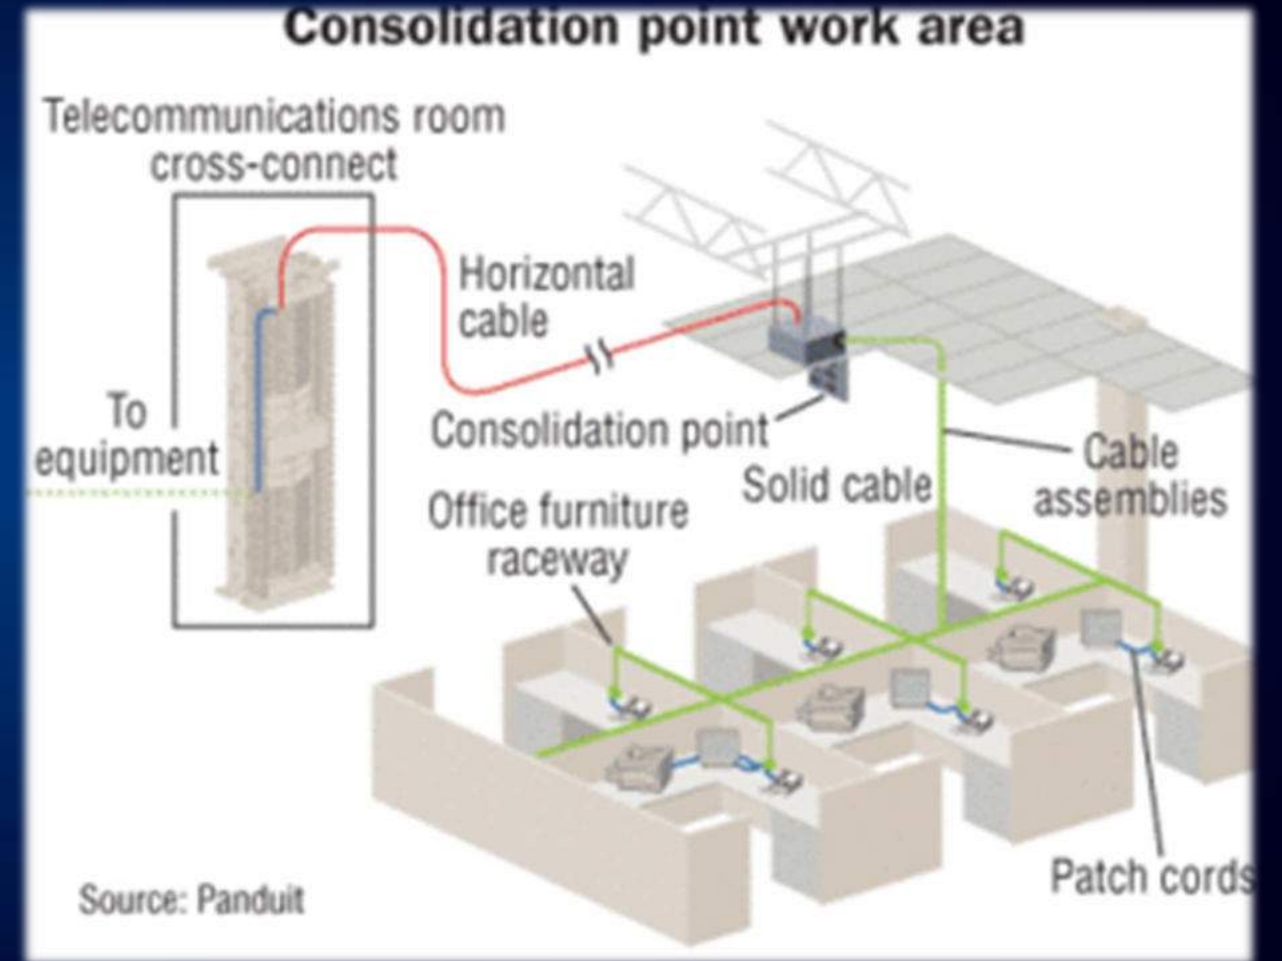 Consolidation point work area
Telecommunications room
cross-connect
Horizontal
cable
To
equipment
Consolidation point
Solid cable
Cable
assemblies
Office furniture
raceway
Patch cords
Source: Panduit